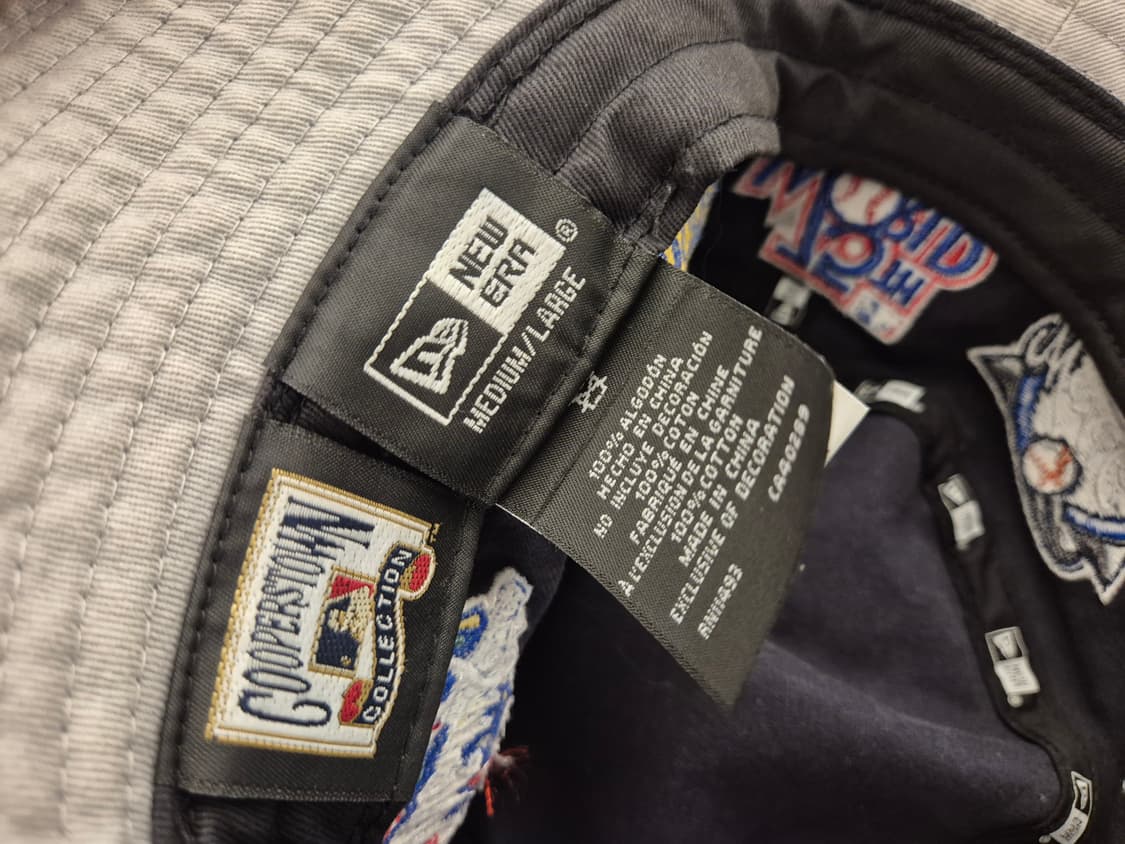 NEW
ERA
®
MEDIUM/LARGE
COOPERSTOWN
COLLECTION
™
100% ALGODÓN
HECHO EN CHINA
NO INCLUYE DECORACIÓN
100% COTON
FABRIQUÉ EN CHINE
À L'EXCLUSION DE LA GARNITURE
100% COTTON
MADE IN CHINA
EXCLUSIVE OF DECORATION
CA40289